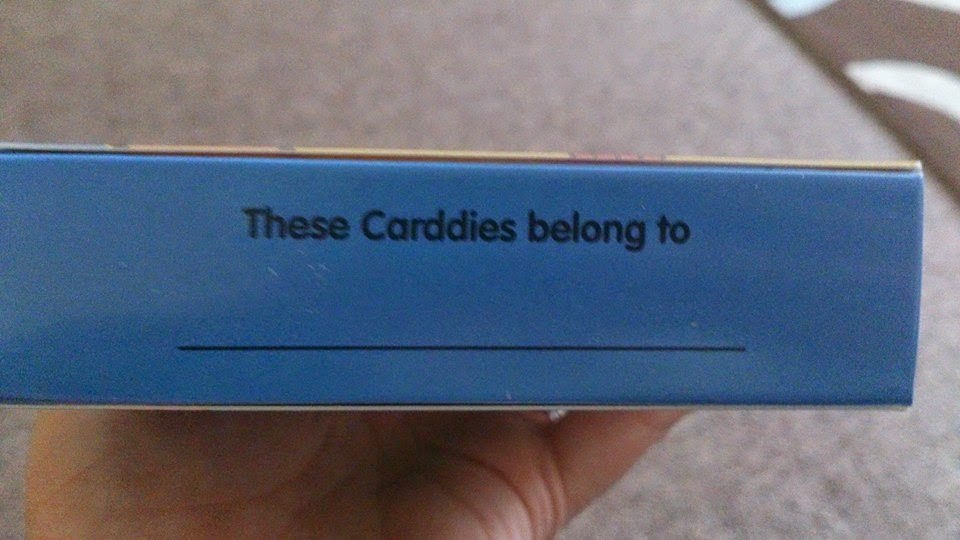 These Carddies belong to